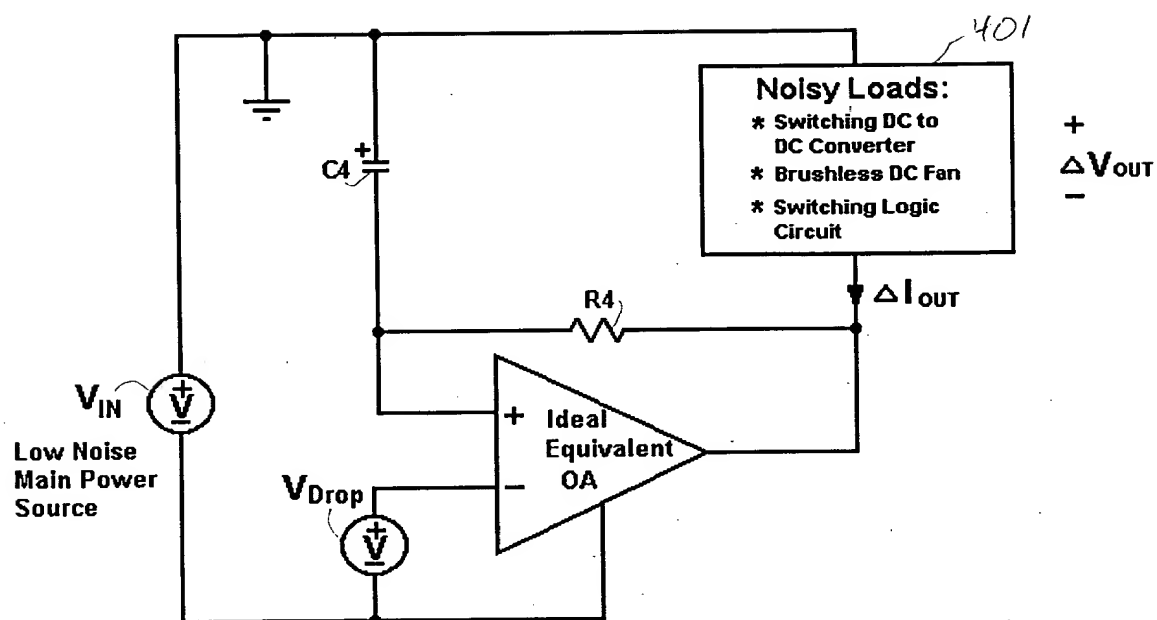 401
Noisy Loads:
* Switching DC to
DC Converter
* Brushless DC Fan
* Switching Logic
Circuit
+
ΔVOUT
−
+
C4
ΔIOUT
R4
VIN
+
V
−
Low Noise
Main Power
Source
+
Ideal
Equivalent
OA
−
VDrop
+
V
−